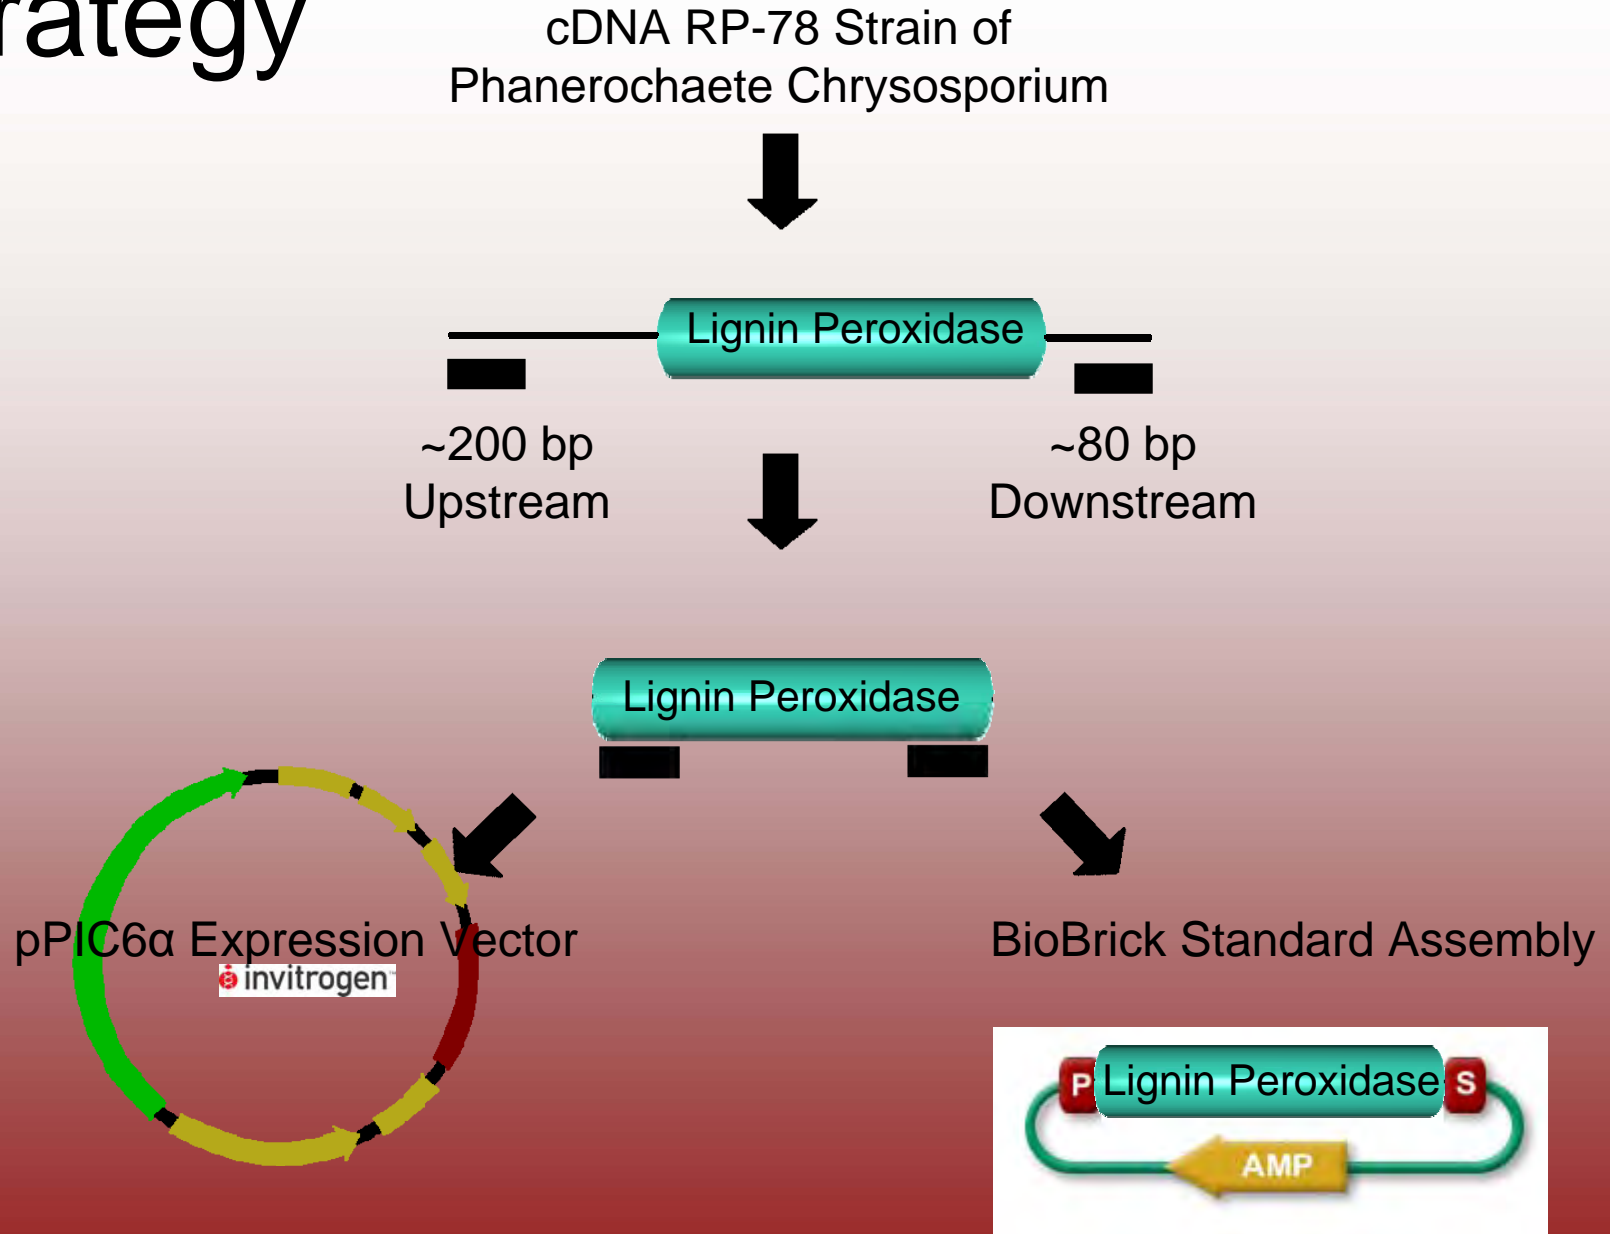 cDNA RP-78 Strain of
Phanerochaete Chrysosporium
Lignin Peroxidase
~200 bp
Upstream
~80 bp
Downstream
Lignin Peroxidase
pPIC6α Expression Vector
invitrogen
BioBrick Standard Assembly
P Lignin Peroxidase S
AMP